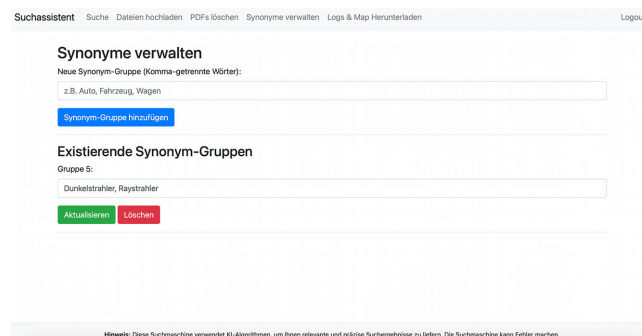 Suchassistent Suche Dateien hochladen PDFs löschen Synonyme verwalten Logs & Map Herunterladen Logou
Synonyme verwalten
Neue Synonym-Gruppe (Komma-getrennte Wörter):
z.B. Auto, Fahrzeug, Wagen
Synonym-Gruppe hinzufügen
Existierende Synonym-Gruppen
Gruppe 5:
Dunkelstrahler, Raystrahler
Aktualisieren Löschen
Hinweis: Diese Suchmaschine verwendet KI-Algorithmen, um Ihnen relevante und präzise Suchergebnisse zu liefern. Die Suchmaschine kann Fehler machen.